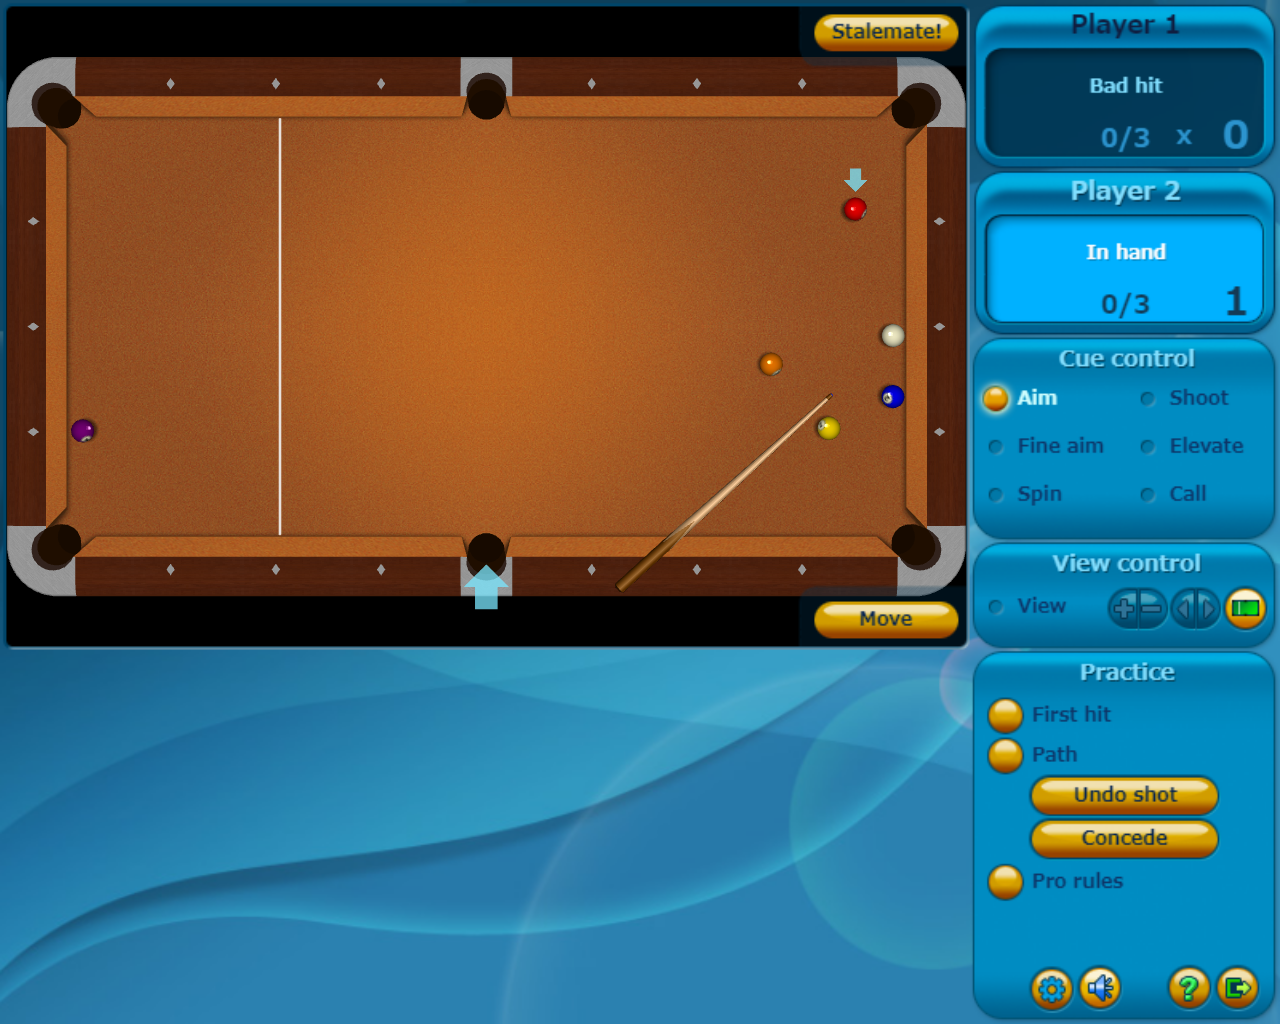 Stalemate!
Move
Player 1
Bad hit
0/3 x 0
Player 2
In hand
0/3 1
Cue control
Aim Shoot
Fine aim Elevate
Spin Call
View control
View
Practice
First hit
Path
Undo shot
Concede
Pro rules